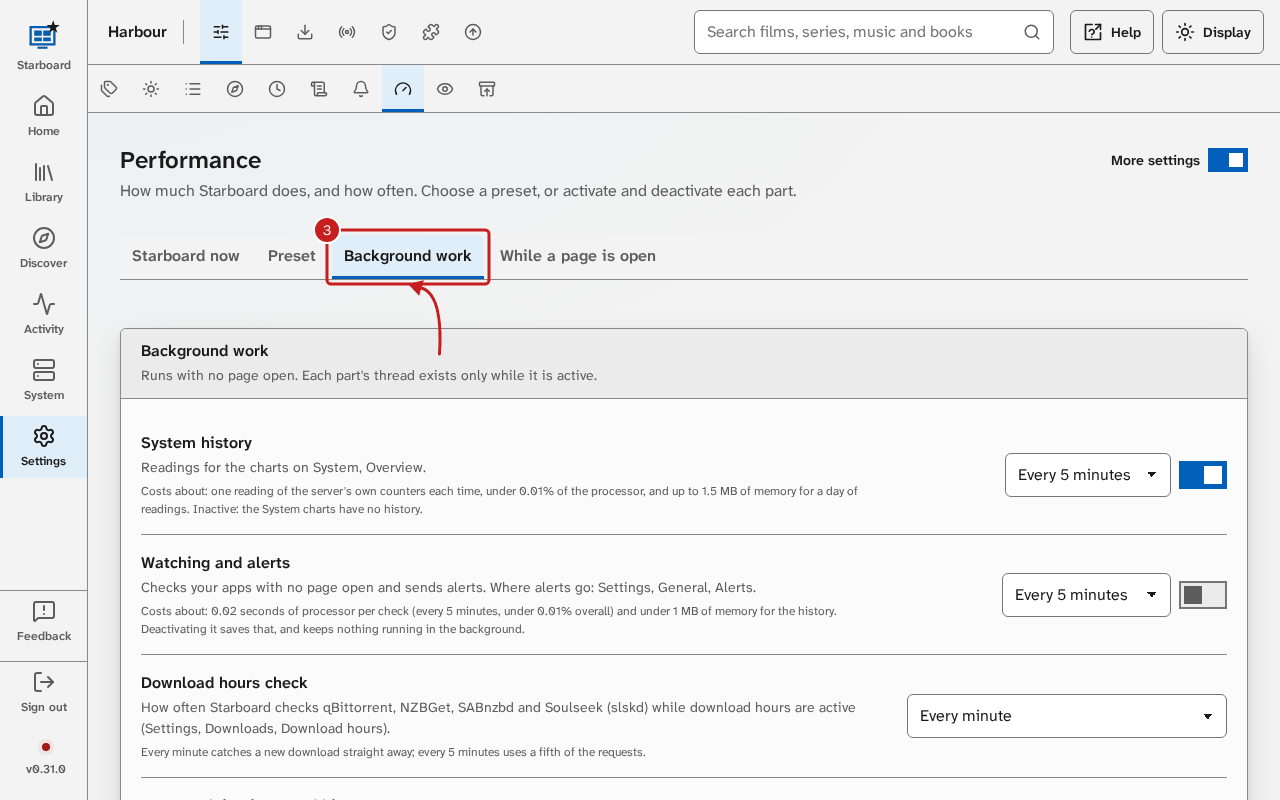 Starboard
Home
Library
Discover
Activity
System
Settings
Feedback
Sign out
v0.31.0
Harbour
Search films, series, music and books
Help
Display
Performance
More settings
How much Starboard does, and how often. Choose a preset, or activate and deactivate each part.
3
Starboard now
Preset
Background work
While a page is open
Background work
Runs with no page open. Each part's thread exists only while it is active.
System history
Readings for the charts on System, Overview.
Costs about: one reading of the server's own counters each time, under 0.01% of the processor, and up to 1.5 MB of memory for a day of
readings. Inactive: the System charts have no history.
Every 5 minutes
Watching and alerts
Checks your apps with no page open and sends alerts. Where alerts go: Settings, General, Alerts.
Costs about: 0.02 seconds of processor per check (every 5 minutes, under 0.01% overall) and under 1 MB of memory for the history.
Deactivating it saves that, and keeps nothing running in the background.
Every 5 minutes
Download hours check
How often Starboard checks qBittorrent, NZBGet, SABnzbd and Soulseek (slskd) while download hours are active
(Settings, Downloads, Download hours).
Every minute catches a new download straight away; every 5 minutes uses a fifth of the requests.
Every minute